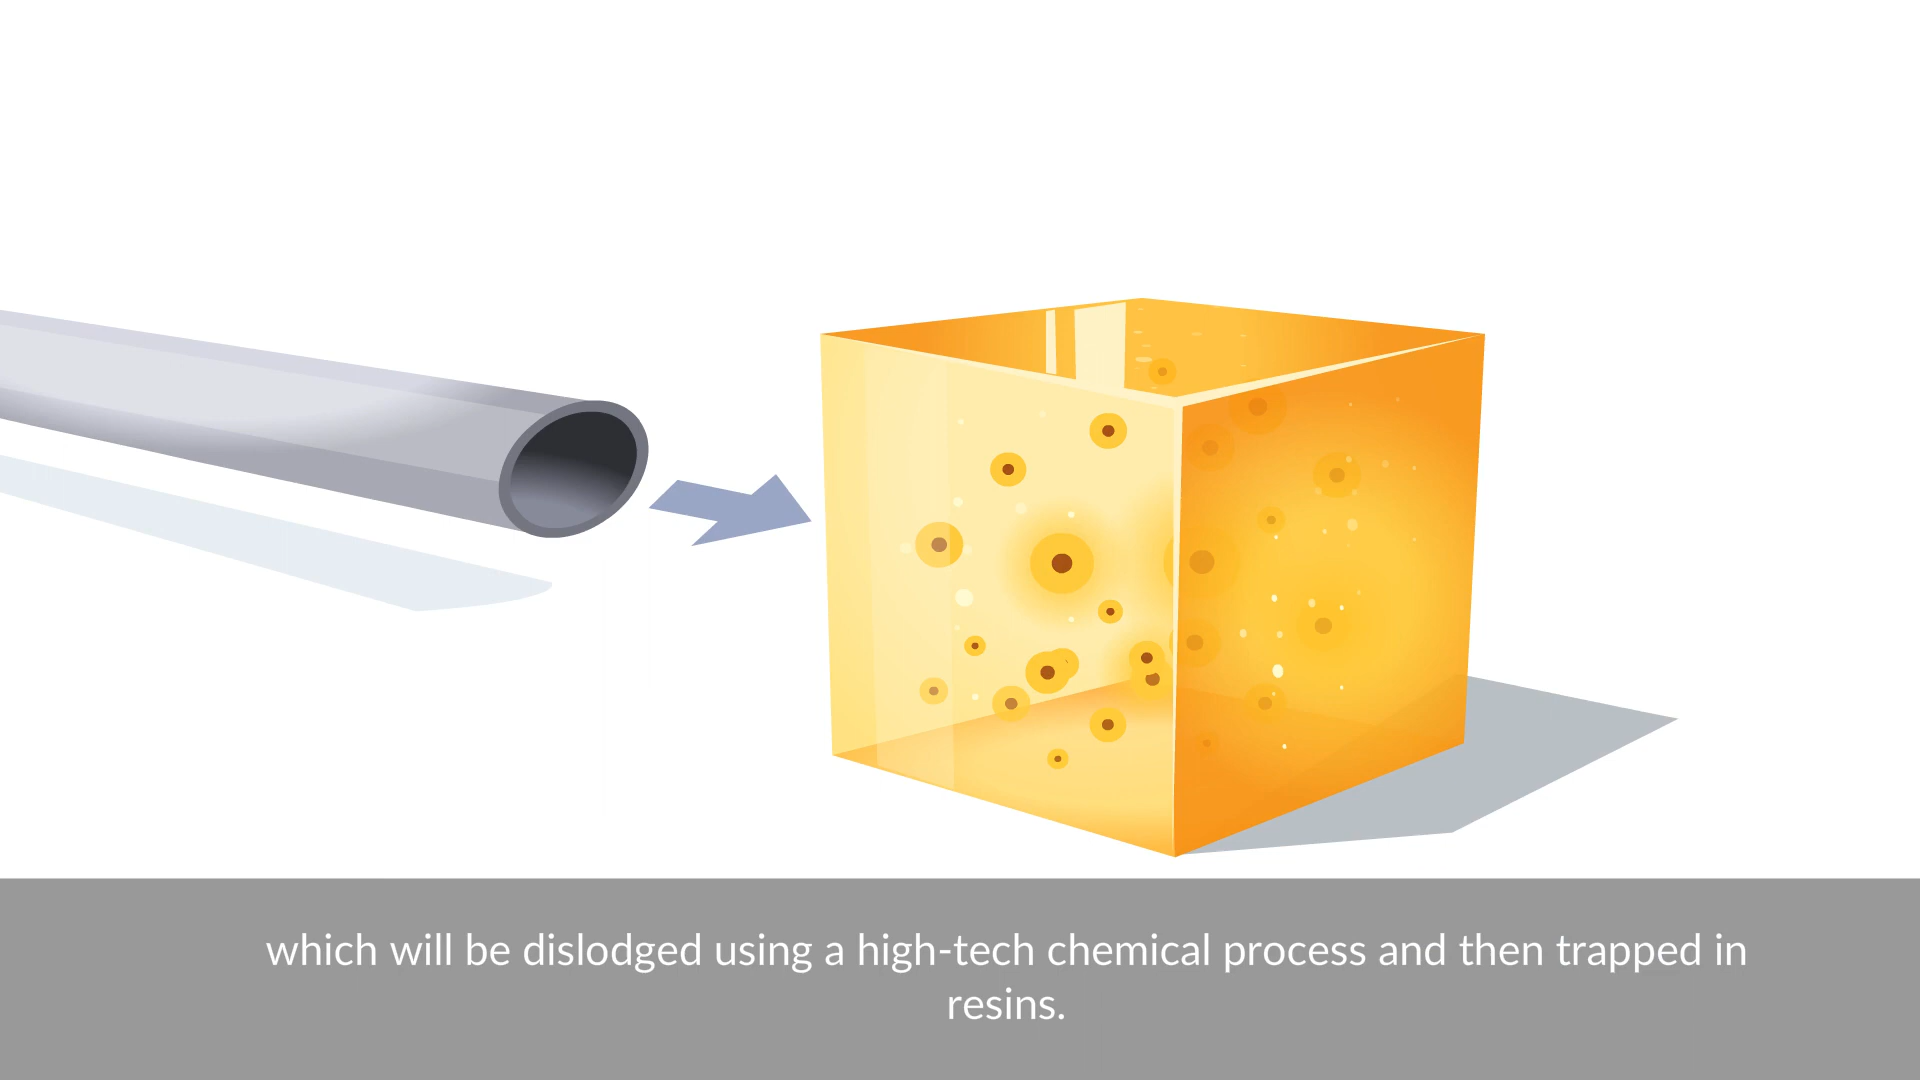 which will be dislodged using a high-tech chemical process and then trapped in
resins.